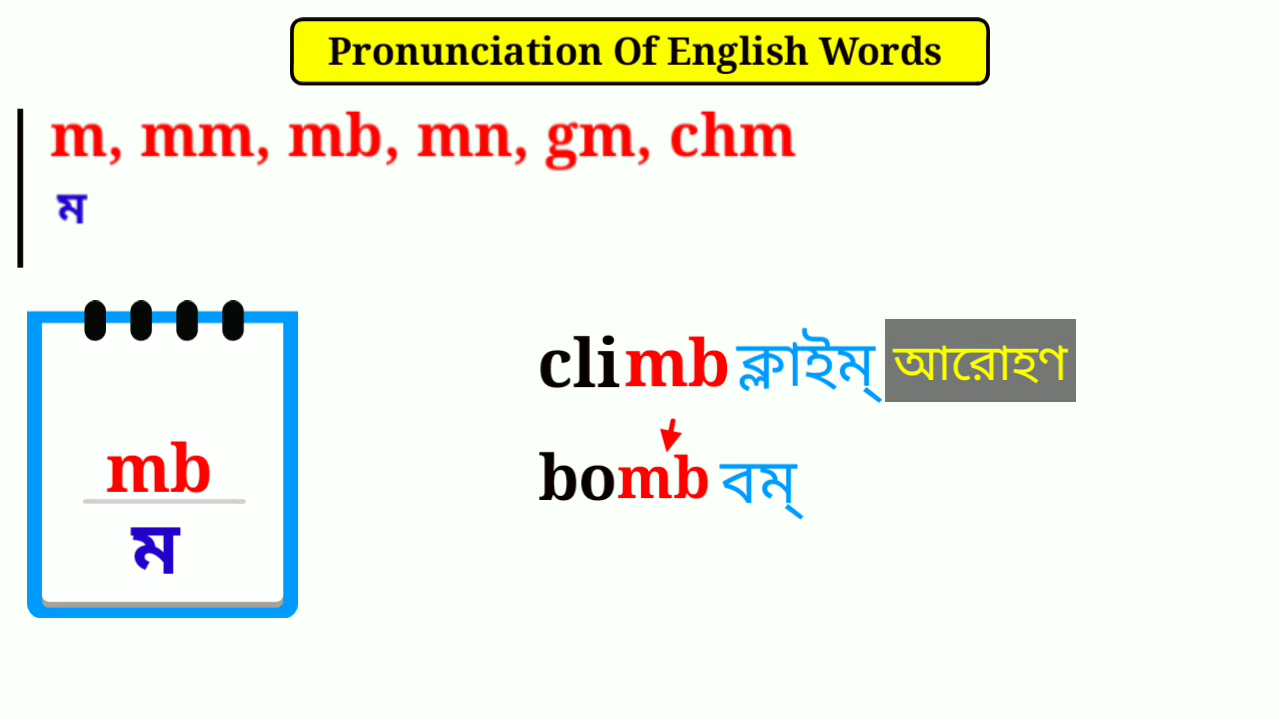 Pronunciation Of English Words
m, mm, mb, mn, gm, chm
ম
mb
ম
climb ক্লাইম্ আরোহণ
bomb বম্